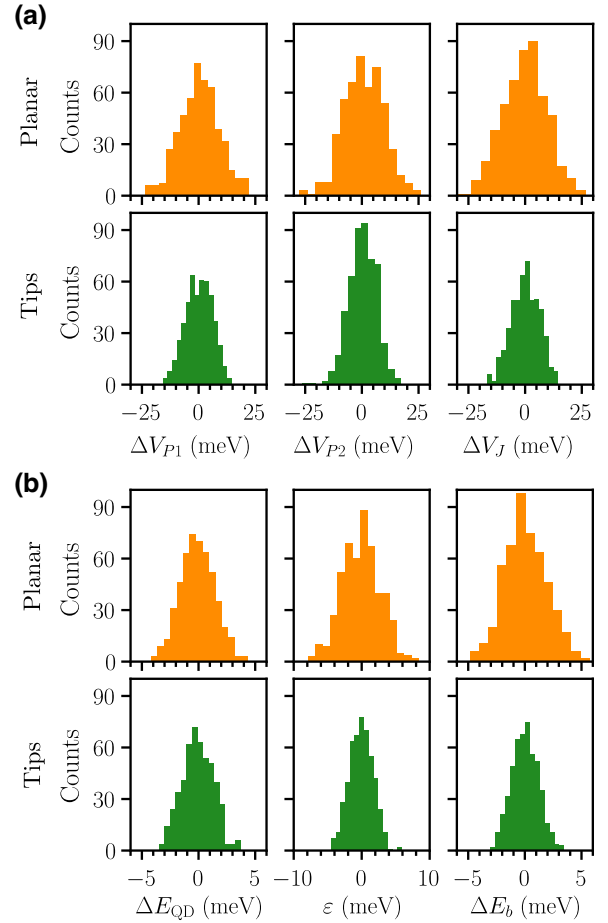 (a)
Planar
Counts
90
60
30
0
Tips
Counts
90
60
30
0
−25 0 25
−25 0 25
−25 0 25
ΔV_{P1} (meV)
ΔV_{P2} (meV)
ΔV_J (meV)
(b)
Planar
Counts
90
60
30
0
Tips
Counts
90
60
30
0
−5 0 5
−10 0 10
−5 0 5
ΔE_{QD} (meV)
ε (meV)
ΔE_b (meV)